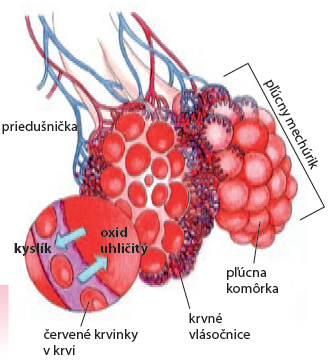 priedušnička
pľúcny mechúrik
kyslík
oxid
uhličitý
pľúcna
komôrka
krvné
vlásočnice
červené krvinky
v krvi